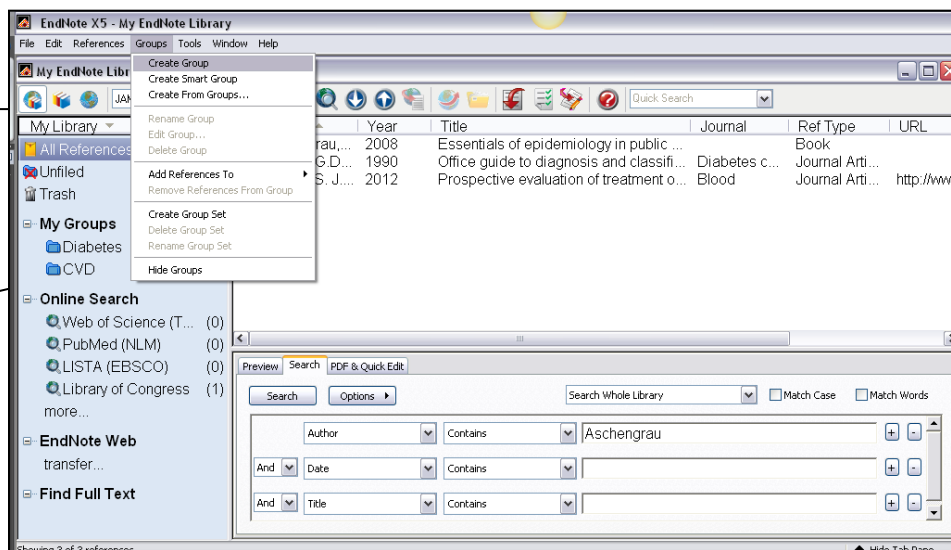 EndNote X5 - My EndNote Library
File Edit References Groups Tools Window Help
My EndNote Libr
Create Group
Create Smart Group
Create From Groups...
Rename Group
Edit Group...
Delete Group
Add References To
Remove References From Group
Create Group Set
Delete Group Set
Rename Group Set
Hide Groups
JAM
Quick Search
My Library
All References
Unfiled
Trash
My Groups
Diabetes
CVD
Online Search
Web of Science (T... (0)
PubMed (NLM) (0)
LISTA (EBSCO) (0)
Library of Congress (1)
more...
EndNote Web
transfer...
Find Full Text
Year Title Journal Ref Type URL
rau,... 2008 Essentials of epidemiology in public ... Book
G.D... 1990 Office guide to diagnosis and classifi... Diabetes c... Journal Arti...
S. J.... 2012 Prospective evaluation of treatment o... Blood Journal Arti... http://ww
Preview Search PDF & Quick Edit
Search Options Search Whole Library Match Case Match Words
Author Contains Aschengrau
And Date Contains
And Title Contains
Showing 3 of 3 references. Hide Tab Pane